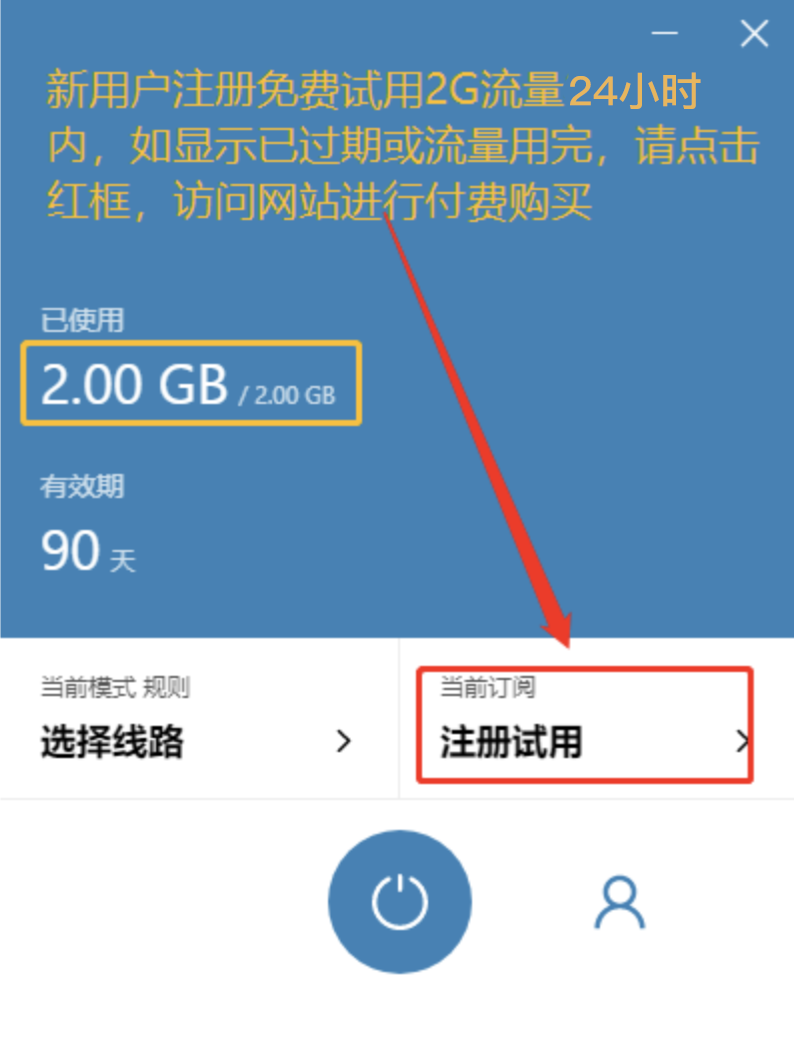 新用户注册免费试用2G流量24小时
内，如显示已过期或流量用完，请点击
红框，访问网站进行付费购买
已使用
2.00 GB / 2.00 GB
有效期
90 天
当前模式 规则
选择线路
当前订阅
注册试用